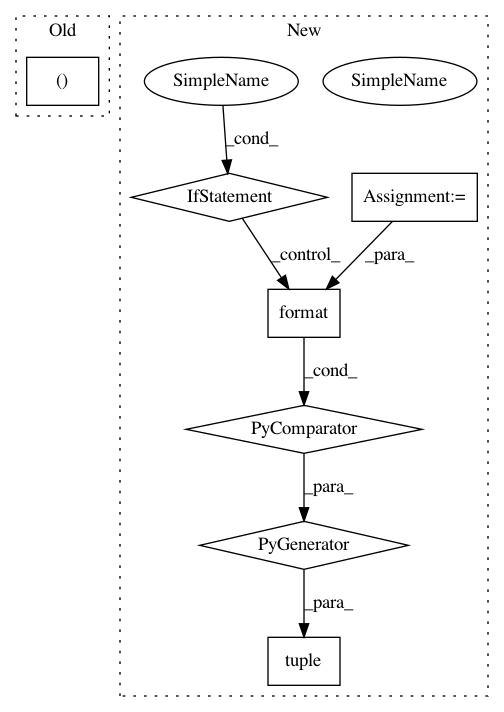 Old
New
()
SimpleName
SimpleName
_cond_
IfStatement
Assignment:=
_control_
_para_
format
_cond_
PyComparator
_para_
PyGenerator
_para_
tuple